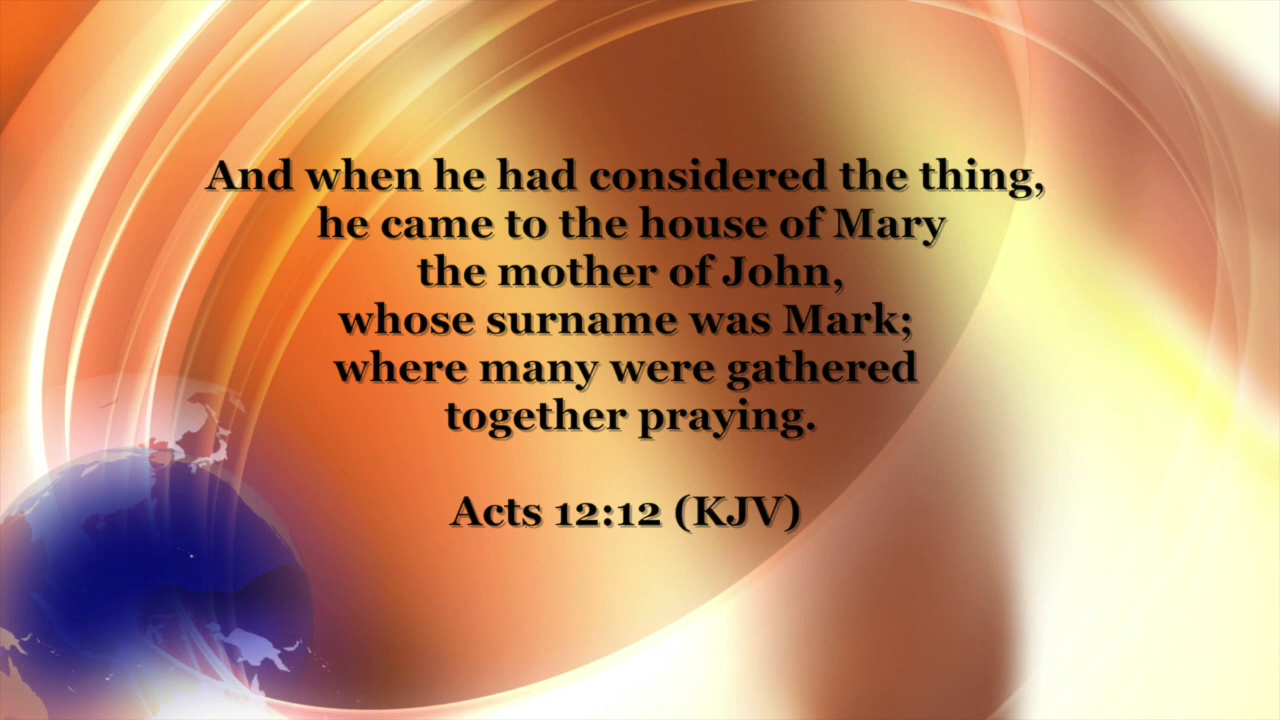 And when he had considered the thing,
he came to the house of Mary
the mother of John,
whose surname was Mark;
where many were gathered
together praying.
Acts 12:12 (KJV)